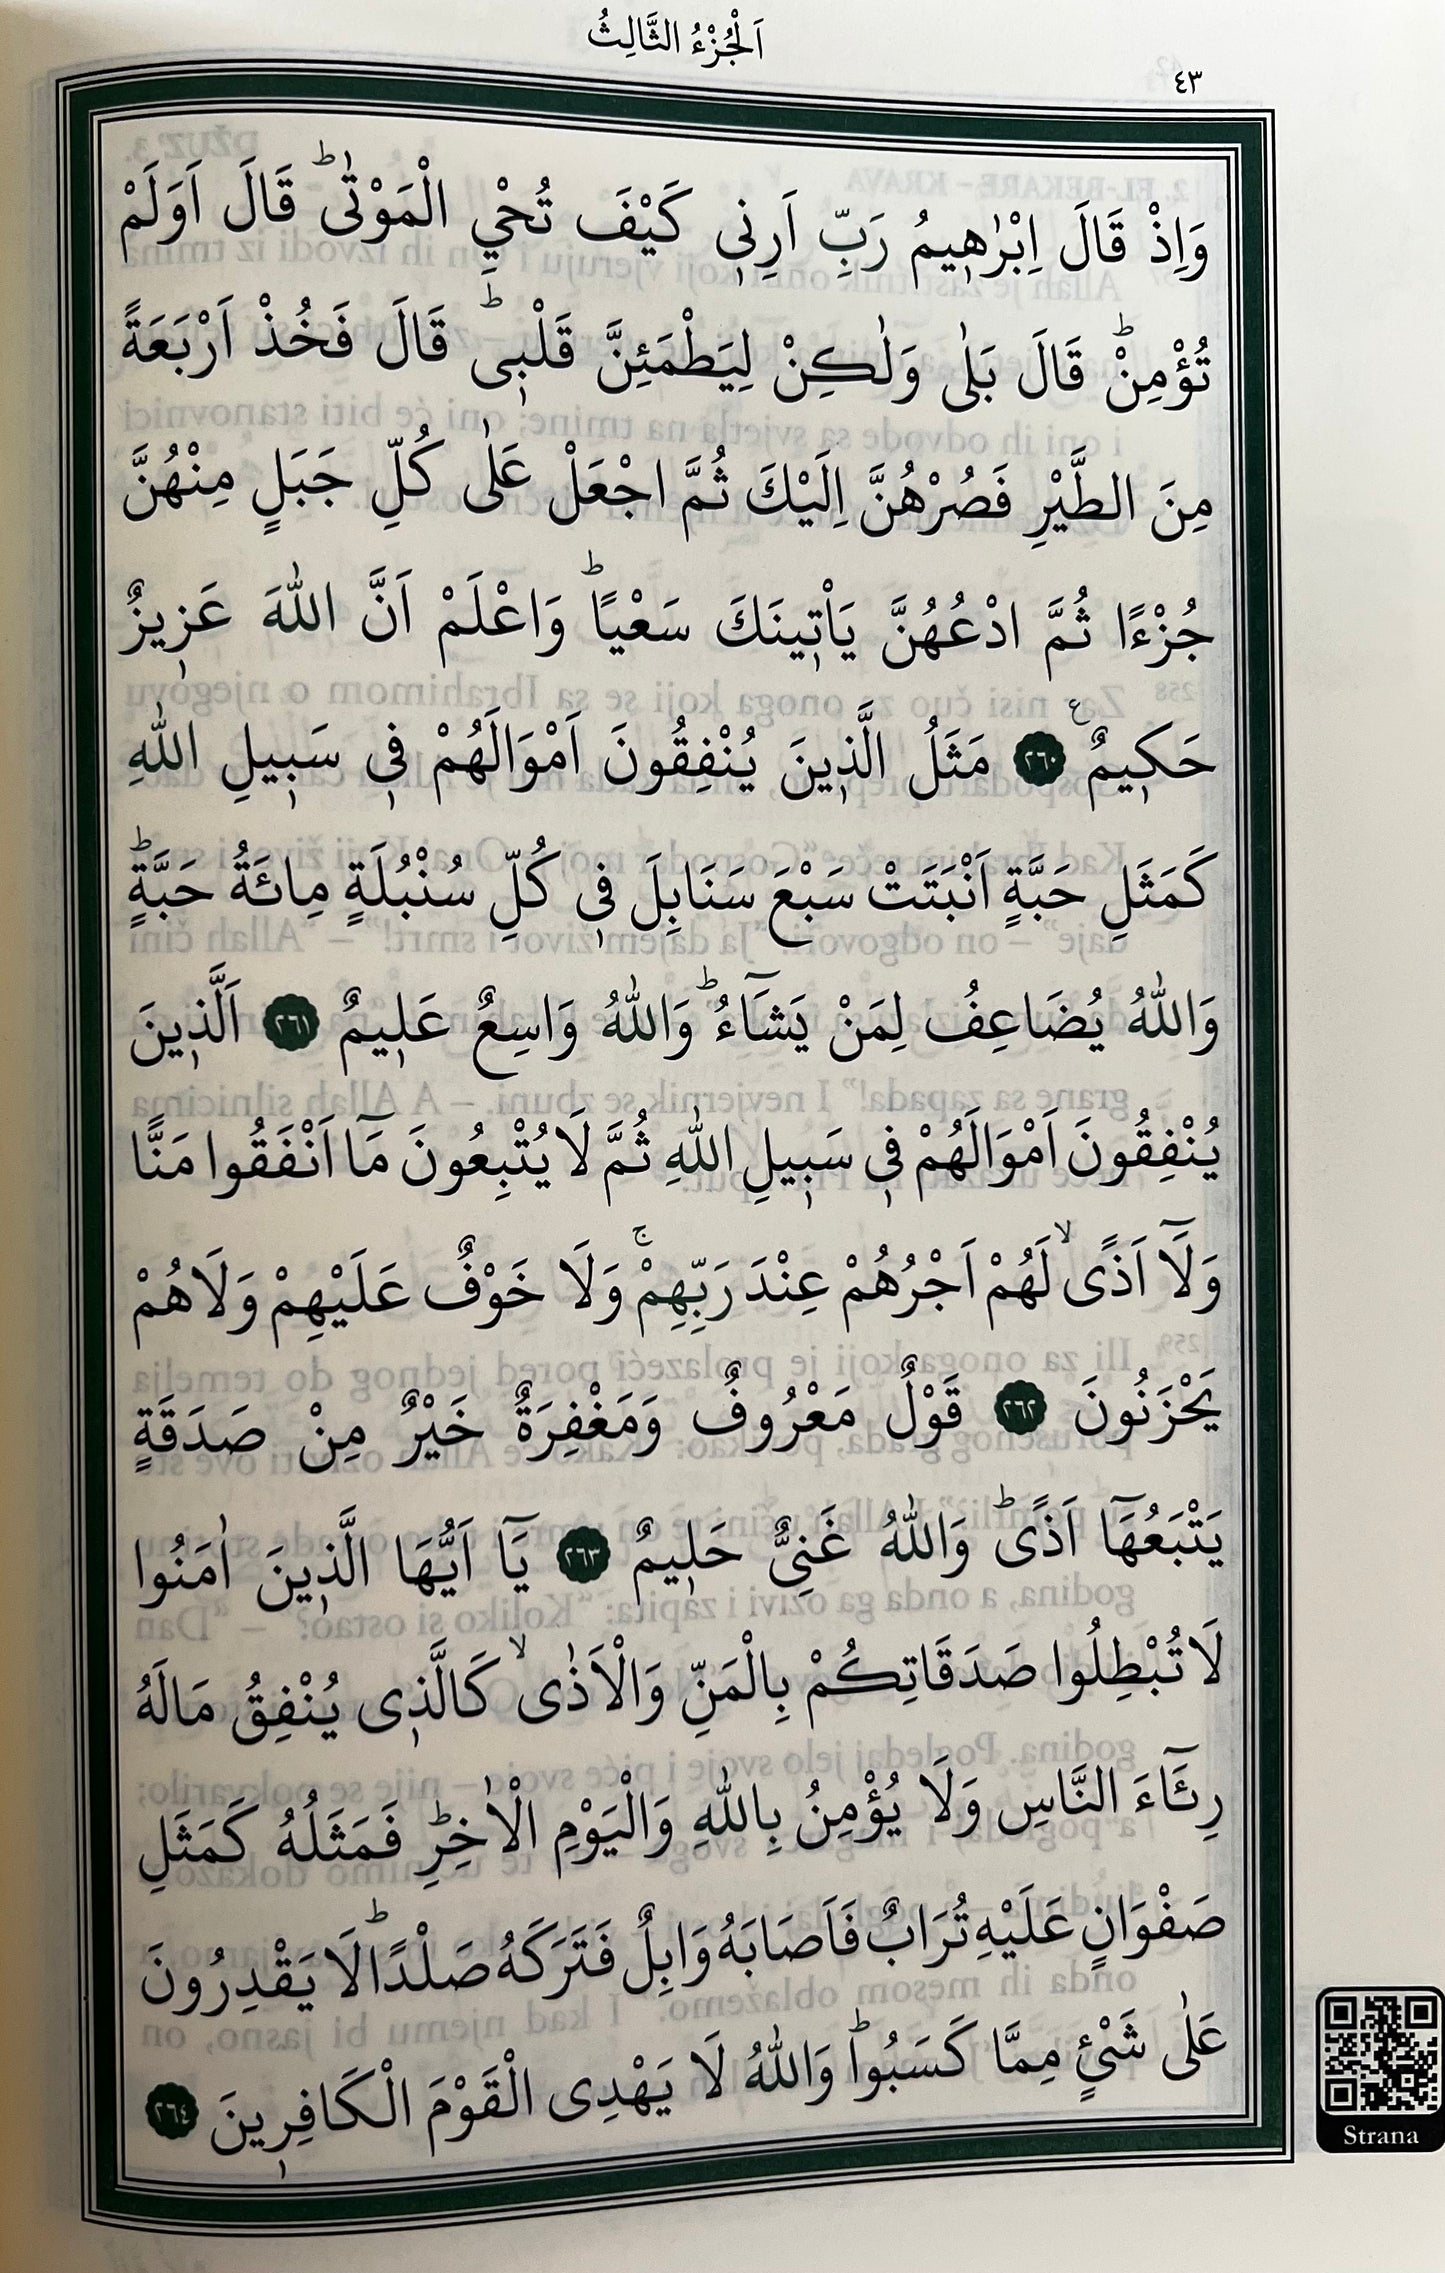 اَلْجُزْءُ الثَّالِثُ
٤٣
وَاِذْ قَالَ اِبْرٰهٖيمُ رَبِّ اَرِنٖي كَيْفَ تُحْيِ الْمَوْتٰىؕ قَالَ اَوَلَمْ
تُؤْمِنْؕ قَالَ بَلٰى وَلٰكِنْ لِيَطْمَئِنَّ قَلْبٖيؕ قَالَ فَخُذْ اَرْبَعَةً
مِنَ الطَّيْرِ فَصُرْهُنَّ اِلَيْكَ ثُمَّ اجْعَلْ عَلٰى كُلِّ جَبَلٍ مِنْهُنَّ
جُزْءًا ثُمَّ ادْعُهُنَّ يَأْتٖينَكَ سَعْيًاؕ وَاعْلَمْ اَنَّ اللّٰهَ عَزٖيزٌ
حَكٖيمٌࣖ ٢٦٠ مَثَلُ الَّذٖينَ يُنْفِقُونَ اَمْوَالَهُمْ فٖي سَبٖيلِ اللّٰهِ
كَمَثَلِ حَبَّةٍ اَنْبَتَتْ سَبْعَ سَنَابِلَ فٖي كُلِّ سُنْبُلَةٍ مِائَةُ حَبَّةٍؕ
وَاللّٰهُ يُضَاعِفُ لِمَنْ يَشَٓاءُؕ وَاللّٰهُ وَاسِعٌ عَلٖيمٌ ٢٦١ اَلَّذٖينَ
يُنْفِقُونَ اَمْوَالَهُمْ فٖي سَبٖيلِ اللّٰهِ ثُمَّ لَا يُتْبِعُونَ مَٓا اَنْفَقُوا مَنًّا
وَلَٓا اَذًىۙ لَهُمْ اَجْرُهُمْ عِنْدَ رَبِّهِمْۚ وَلَا خَوْفٌ عَلَيْهِمْ وَلَا هُمْ
يَحْزَنُونَ ٢٦٢ قَوْلٌ مَعْرُوفٌ وَمَغْفِرَةٌ خَيْرٌ مِنْ صَدَقَةٍ
يَتْبَعُهَٓا اَذًىؕ وَاللّٰهُ غَنِيٌّ حَلٖيمٌ ٢٦٣ يَٓا اَيُّهَا الَّذٖينَ اٰمَنُوا
لَا تُبْطِلُوا صَدَقَاتِكُمْ بِالْمَنِّ وَالْاَذٰىۙ كَالَّذٖي يُنْفِقُ مَالَهُ
رِئَٓاءَ النَّاسِ وَلَا يُؤْمِنُ بِاللّٰهِ وَالْيَوْمِ الْاٰخِرِؕ فَمَثَلُهُ كَمَثَلِ
صَفْوَانٍ عَلَيْهِ تُرَابٌ فَاَصَابَهُ وَابِلٌ فَتَرَكَهُ صَلْدًاؕ لَا يَقْدِرُونَ
عَلٰى شَيْءٍ مِمَّا كَسَبُواؕ وَاللّٰهُ لَا يَهْدِى الْقَوْمَ الْكَافِرٖينَ ٢٦٤
Strana